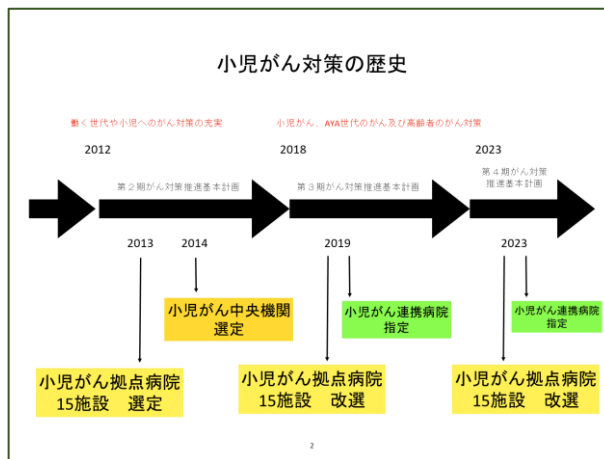 小児がん対策の歴史
働く世代や小児へのがん対策の充実
小児がん、AYA世代のがん及び高齢者のがん対策
2012
2018
2023
第２期がん対策推進基本計画
第３期がん対策推進基本計画
第４期がん対策
推進基本計画
2013
2014
2019
2023
小児がん中央機関
選定
小児がん連携病院
指定
小児がん連携病院
指定
小児がん拠点病院
15施設　選定
小児がん拠点病院
15施設　改選
小児がん拠点病院
15施設　改選
2